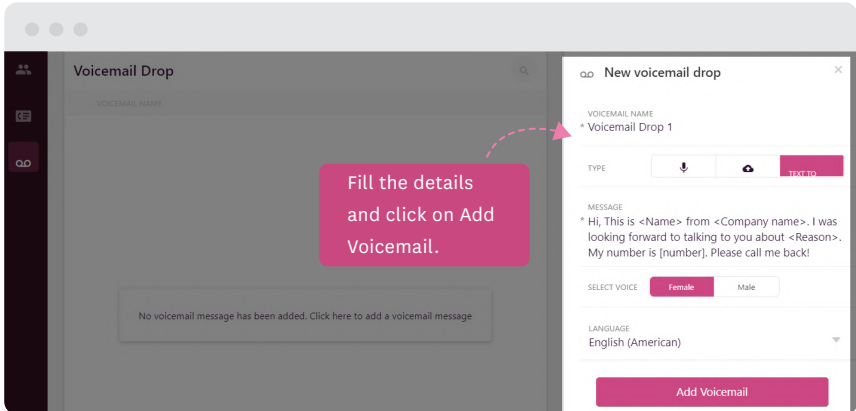 Voicemail Drop
VOICEMAIL NAME
No voicemail message has been added. Click here to add a voicemail message
Fill the details
and click on Add
Voicemail.
New voicemail drop
VOICEMAIL NAME
* Voicemail Drop 1
TYPE
TEXT TO
MESSAGE
* Hi, This is <Name> from <Company name>. I was
looking forward to talking to you about <Reason>.
My number is [number]. Please call me back!
SELECT VOICE Female Male
LANGUAGE
English (American)
Add Voicemail